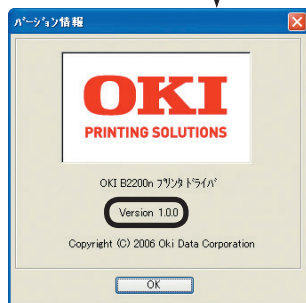 バージョン情報
OKI
PRINTING SOLUTIONS
OKI B2200n プリンタ ドライバ
Version 1.0.0
Copyright (C) 2006 Oki Data Corporation
OK